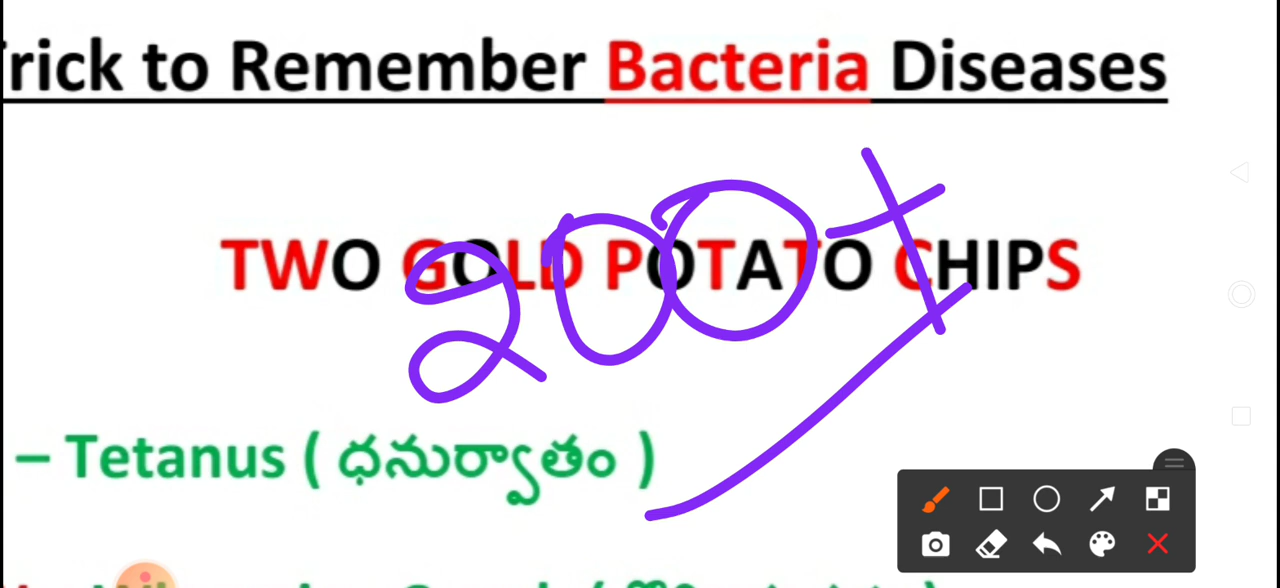 rick to Remember Bacteria Diseases
TWO GOLD POTATO CHIPS
200+
– Tetanus ( ధనుర్వాతం )